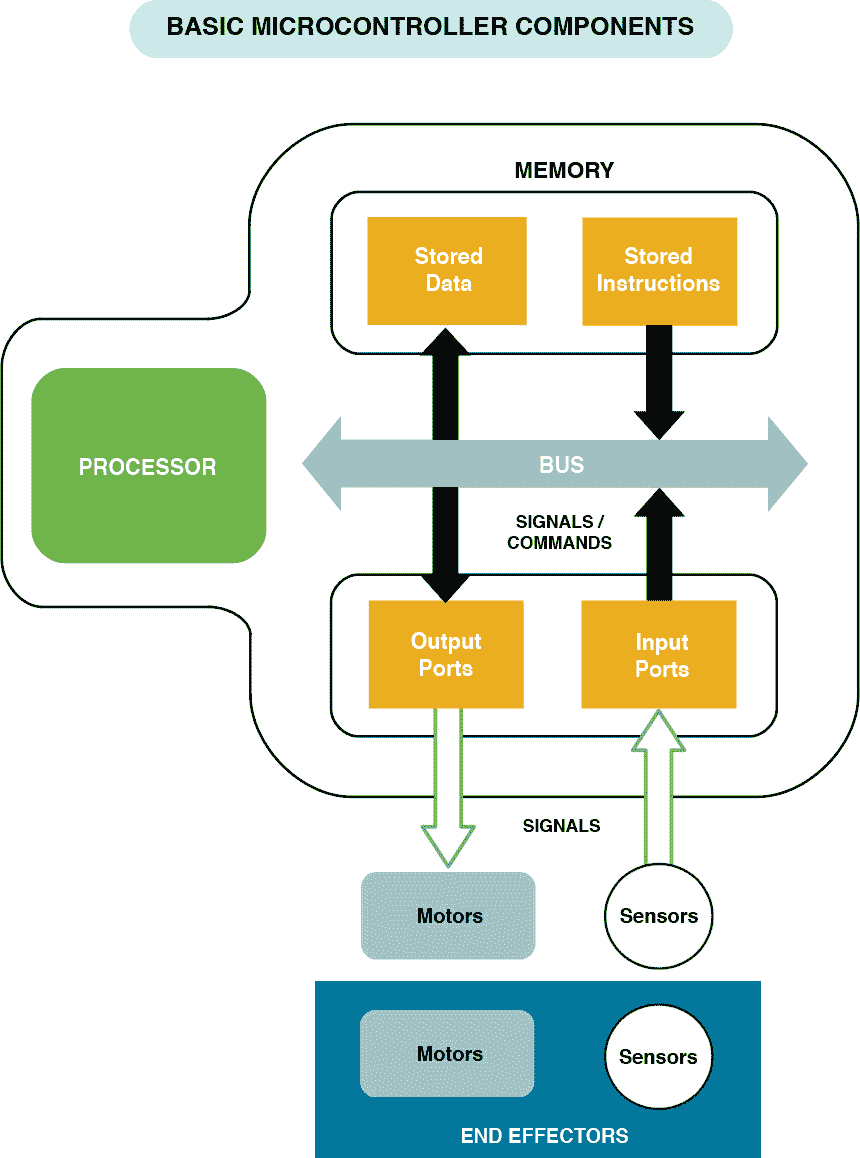 BASIC MICROCONTROLLER COMPONENTS
MEMORY
Stored
Data
Stored
Instructions
PROCESSOR
BUS
SIGNALS /
COMMANDS
Output
Ports
Input
Ports
SIGNALS
Motors
Sensors
Motors
Sensors
END EFFECTORS